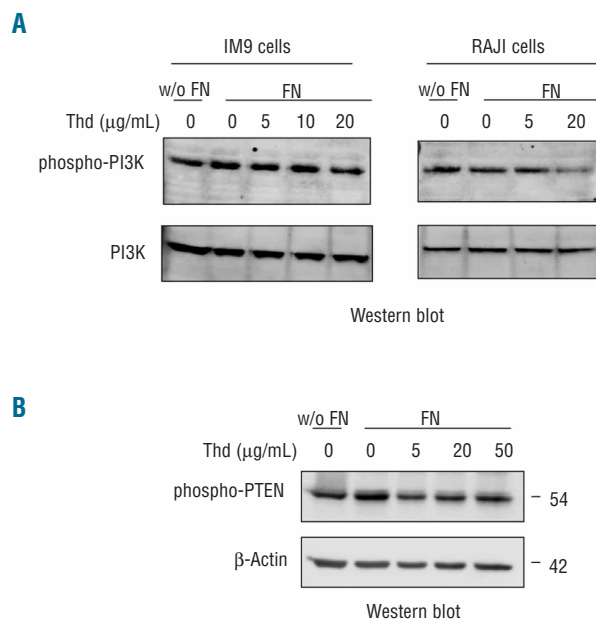 A
IM9 cells RAJI cells
w/o FN FN w/o FN FN
Thd (μg/mL) 0 0 5 10 20 0 0 5 20
phospho-PI3K
PI3K
Western blot
B
w/o FN FN
Thd (μg/mL) 0 0 5 20 50
phospho-PTEN – 54
β-Actin – 42
Western blot